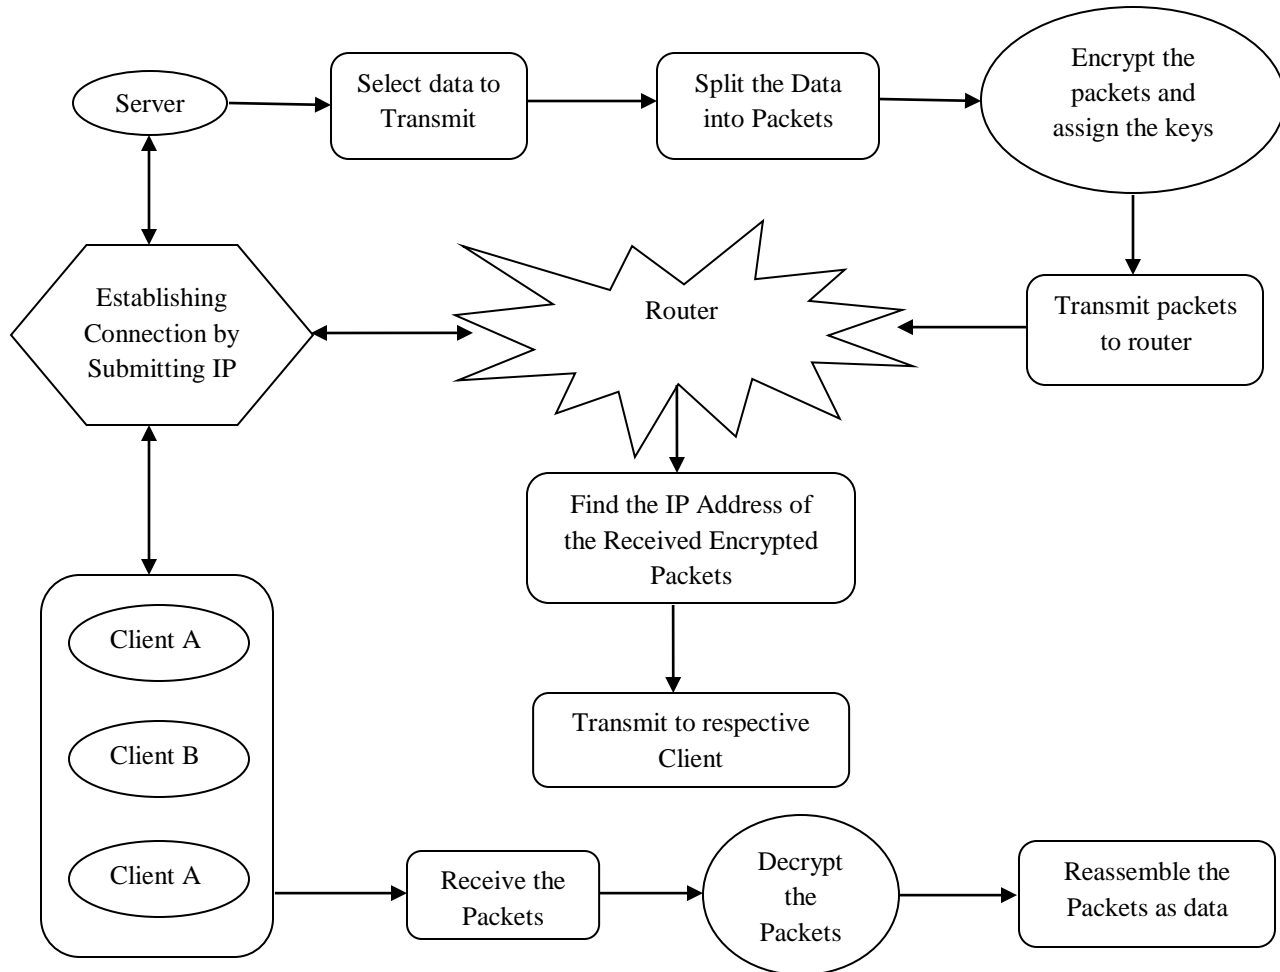 Server
Select data to
Transmit
Split the Data
into Packets
Encrypt the
packets and
assign the keys
Establishing
Connection by
Submitting IP
Router
Transmit packets
to router
Find the IP Address of
the Received Encrypted
Packets
Transmit to respective
Client
Client A
Client B
Client A
Receive the
Packets
Decrypt
the
Packets
Reassemble the
Packets as data